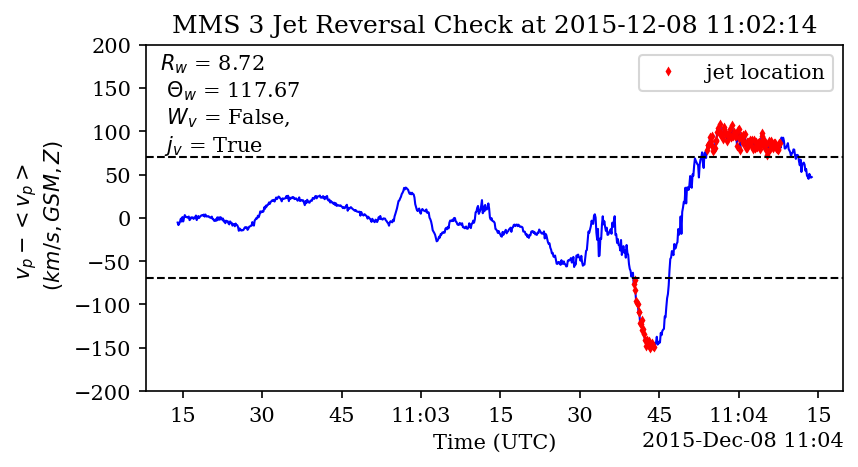 MMS 3 Jet Reversal Check at 2015-12-08 11:02:14
R_w = 8.72
Θ_w = 117.67
W_v = False,
j_v = True
jet location
200
150
100
50
0
−50
−100
−150
−200
v_p − < v_p >
(km/s, GSM, Z)
15 30 45 11:03 15 30 45 11:04 15
Time (UTC)
2015-Dec-08 11:04